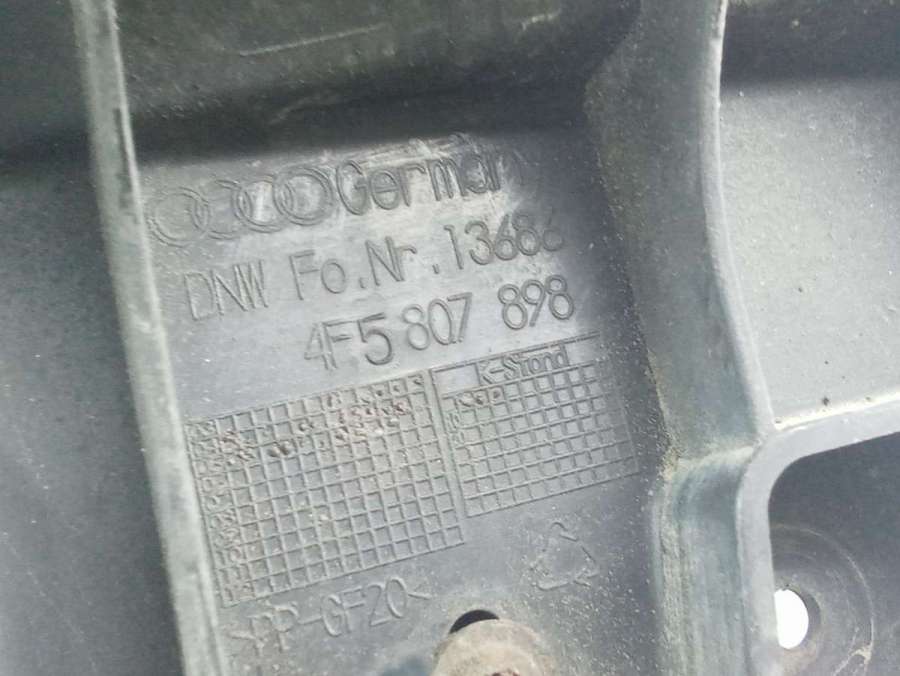 Germany
DNW Fo.Nr.13686
4F5 807 898
K-Stand
>PP-GF20<